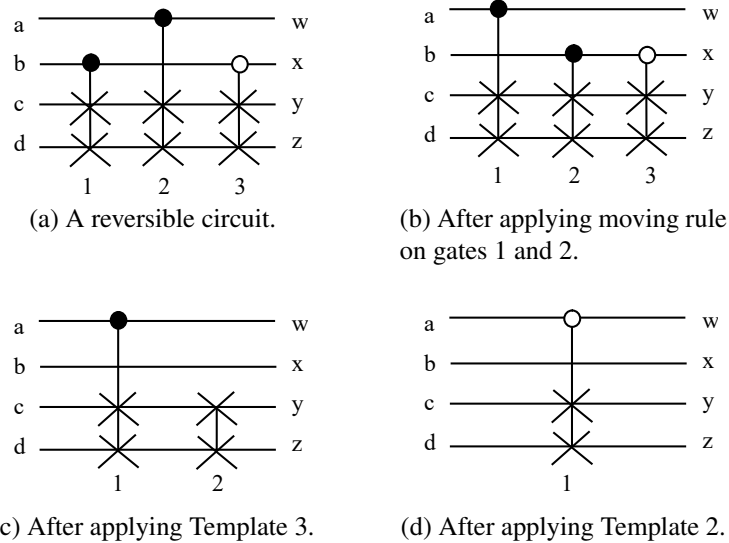 a w
b x
c y
d z
1 2 3
(a) A reversible circuit.
a w
b x
c y
d z
1 2 3
(b) After applying moving rule
on gates 1 and 2.
a w
b x
c y
d z
1 2
c) After applying Template 3.
a w
b x
c y
d z
1
(d) After applying Template 2.